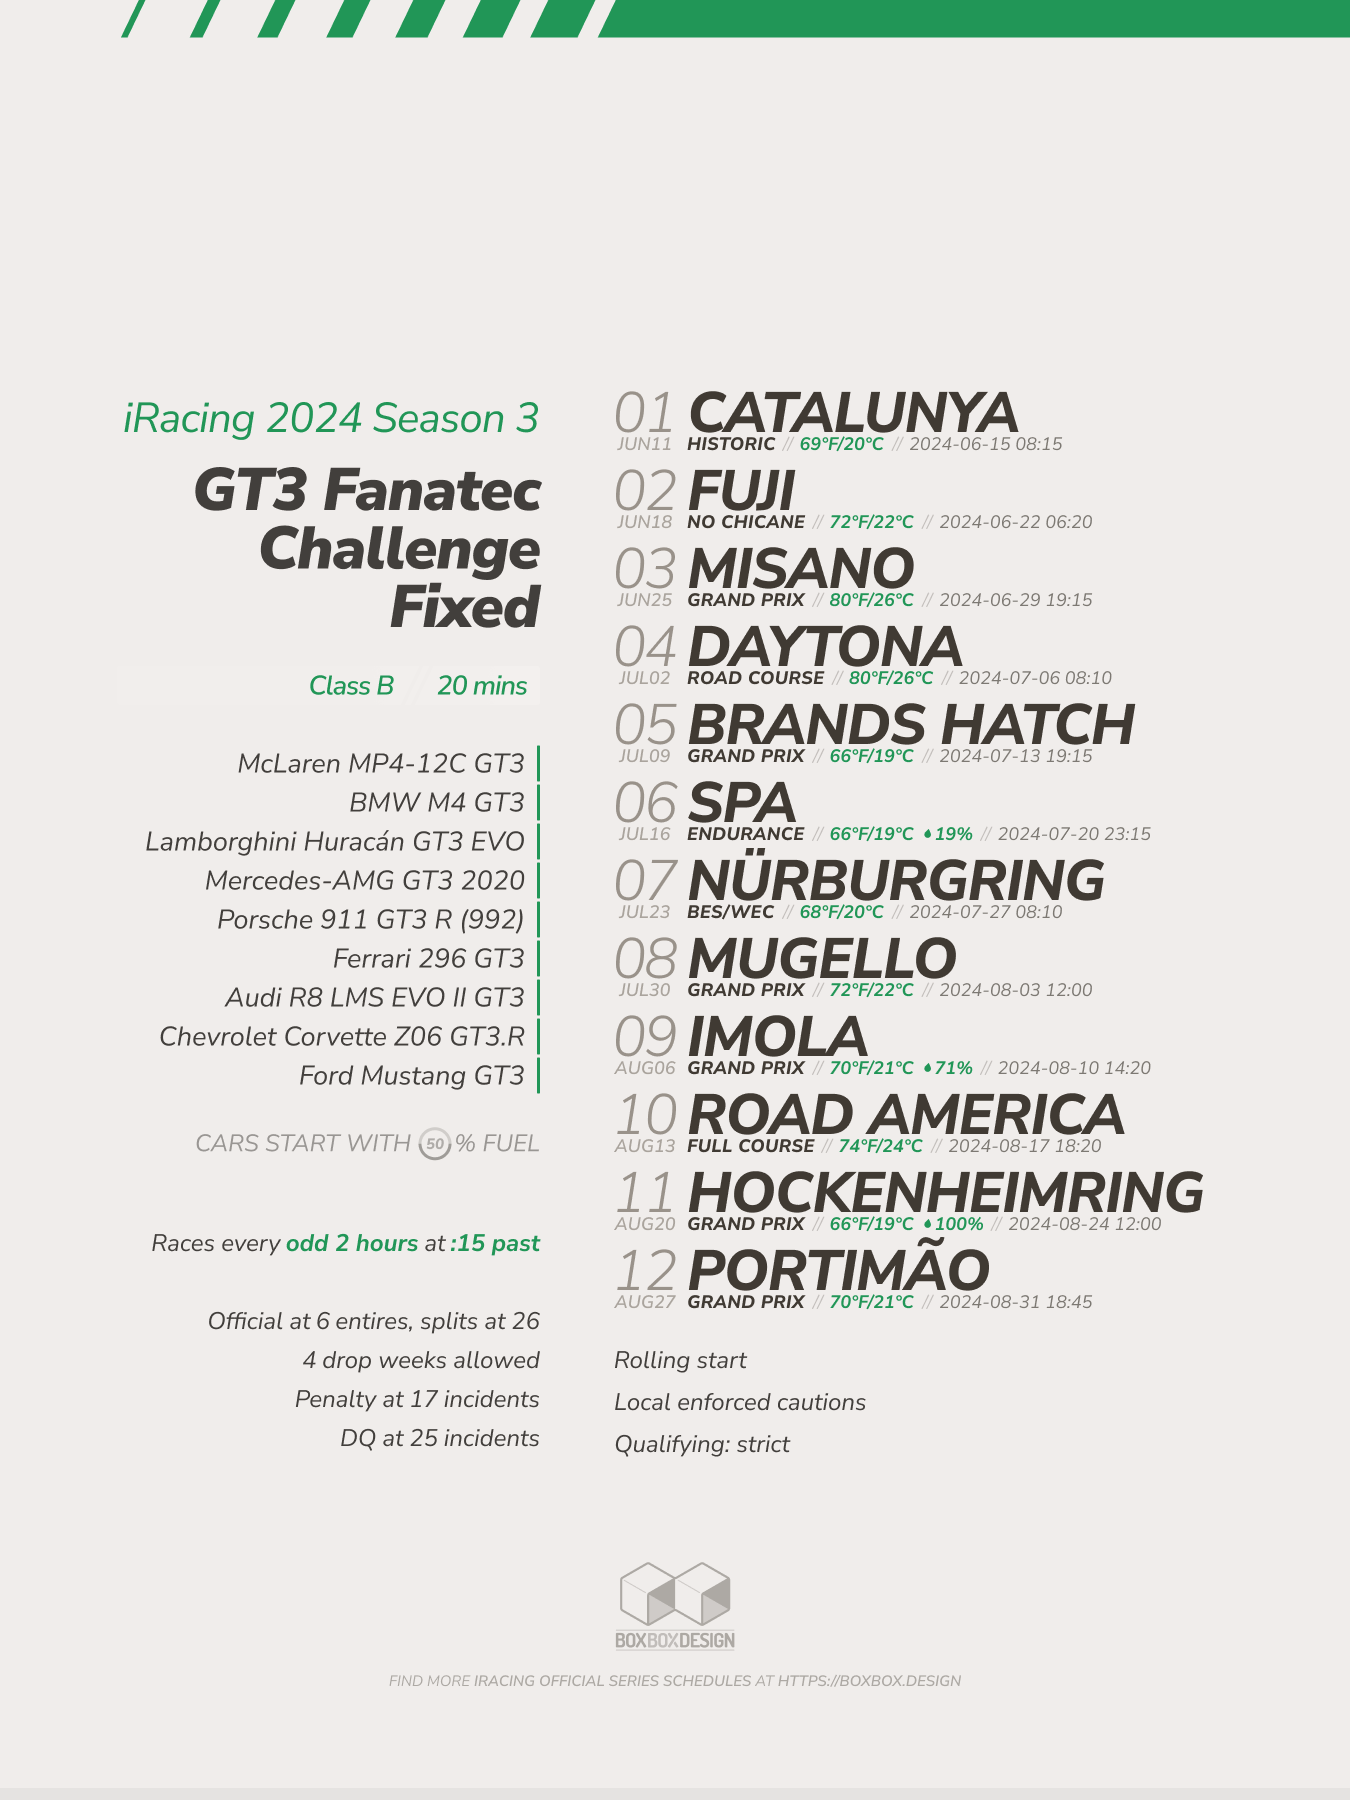 iRacing 2024 Season 3
GT3 Fanatec
Challenge
Fixed
Class B // 20 mins
McLaren MP4-12C GT3
BMW M4 GT3
Lamborghini Huracán GT3 EVO
Mercedes-AMG GT3 2020
Porsche 911 GT3 R (992)
Ferrari 296 GT3
Audi R8 LMS EVO II GT3
Chevrolet Corvette Z06 GT3.R
Ford Mustang GT3
CARS START WITH 50 % FUEL
Races every odd 2 hours at :15 past
Official at 6 entires, splits at 26
4 drop weeks allowed
Penalty at 17 incidents
DQ at 25 incidents
01 CATALUNYA
JUN11 HISTORIC // 69°F/20°C // 2024-06-15 08:15
02 FUJI
JUN18 NO CHICANE // 72°F/22°C // 2024-06-22 06:20
03 MISANO
JUN25 GRAND PRIX // 80°F/26°C // 2024-06-29 19:15
04 DAYTONA
JUL02 ROAD COURSE // 80°F/26°C // 2024-07-06 08:10
05 BRANDS HATCH
JUL09 GRAND PRIX // 66°F/19°C // 2024-07-13 19:15
06 SPA
JUL16 ENDURANCE // 66°F/19°C 19% // 2024-07-20 23:15
07 NÜRBURGRING
JUL23 BES/WEC // 68°F/20°C // 2024-07-27 08:10
08 MUGELLO
JUL30 GRAND PRIX // 72°F/22°C // 2024-08-03 12:00
09 IMOLA
AUG06 GRAND PRIX // 70°F/21°C 71% // 2024-08-10 14:20
10 ROAD AMERICA
AUG13 FULL COURSE // 74°F/24°C // 2024-08-17 18:20
11 HOCKENHEIMRING
AUG20 GRAND PRIX // 66°F/19°C 100% // 2024-08-24 12:00
12 PORTIMÃO
AUG27 GRAND PRIX // 70°F/21°C // 2024-08-31 18:45
Rolling start
Local enforced cautions
Qualifying: strict
BOXBOXDESIGN
FIND MORE IRACING OFFICIAL SERIES SCHEDULES AT HTTPS://BOXBOX.DESIGN